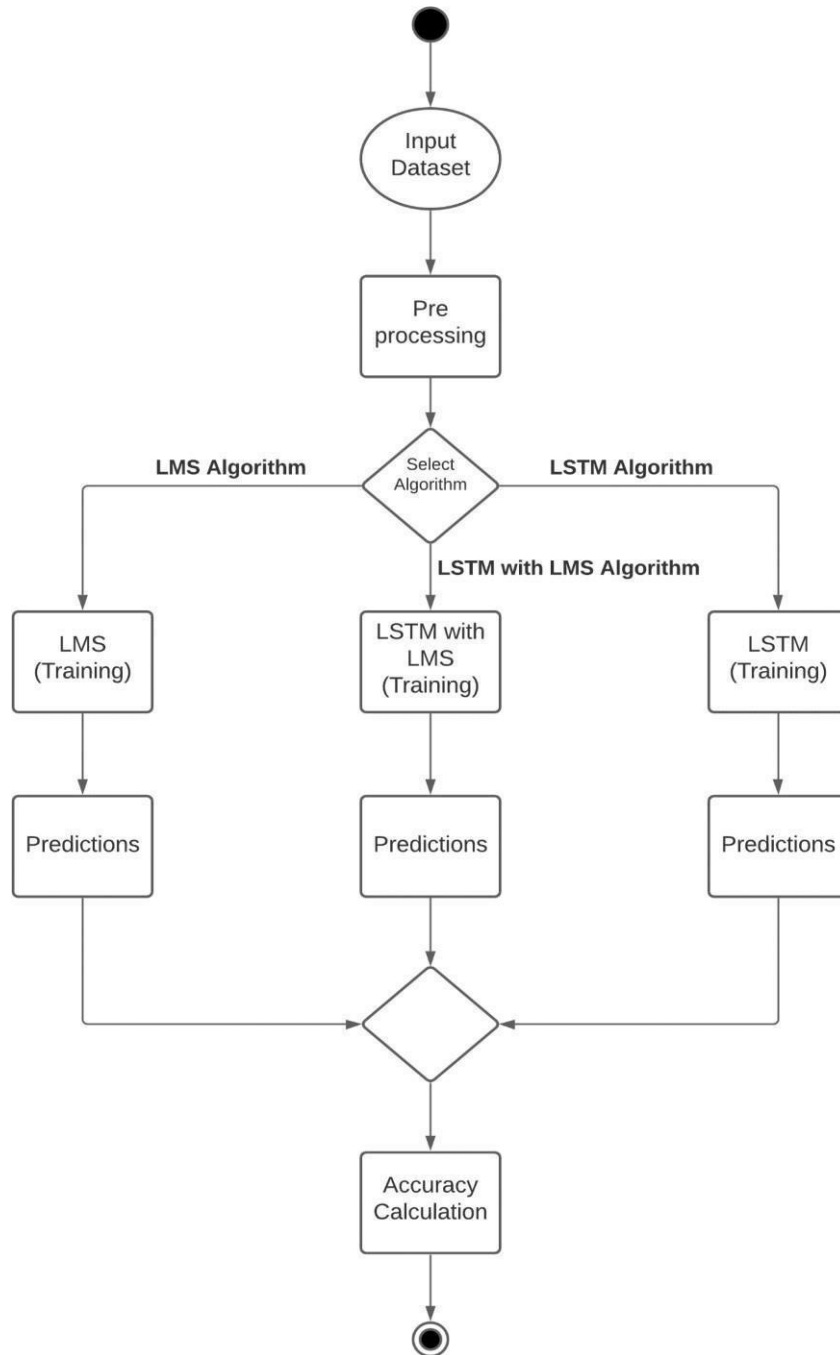 Input
Dataset
Pre
processing
LMS Algorithm
Select
Algorithm
LSTM Algorithm
LSTM with LMS Algorithm
LMS
(Training)
LSTM with
LMS
(Training)
LSTM
(Training)
Predictions
Predictions
Predictions
Accuracy
Calculation